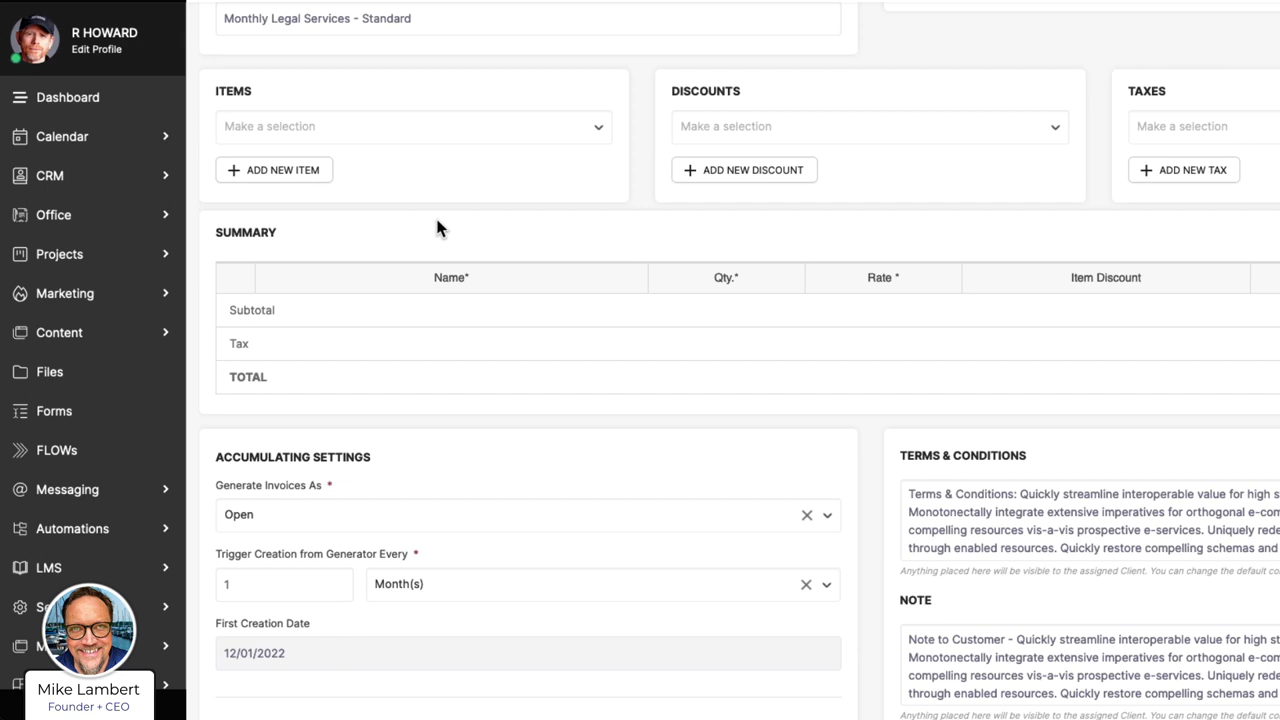 R HOWARD
Edit Profile
Dashboard
Calendar
CRM
Office
Projects
Marketing
Content
Files
Forms
FLOWs
Messaging
Automations
LMS
Mike Lambert
Founder + CEO
Monthly Legal Services - Standard
ITEMS
Make a selection
ADD NEW ITEM
DISCOUNTS
Make a selection
ADD NEW DISCOUNT
TAXES
Make a selection
ADD NEW TAX
SUMMARY
Name* Qty.* Rate * Item Discount
Subtotal
Tax
TOTAL
ACCUMULATING SETTINGS
Generate Invoices As *
Open
Trigger Creation from Generator Every *
1 Month(s)
First Creation Date
12/01/2022
TERMS & CONDITIONS
Terms & Conditions: Quickly streamline interoperable value for high s
Monotonectally integrate extensive imperatives for orthogonal e-com
compelling resources vis-a-vis prospective e-services. Uniquely rede
through enabled resources. Quickly restore compelling schemas and
Anything placed here will be visible to the assigned Client. You can change the default co
NOTE
Note to Customer - Quickly streamline interoperable value for high st
Monotonectally integrate extensive imperatives for orthogonal e-com
compelling resources vis-a-vis prospective e-services. Uniquely rede
through enabled resources. Quickly restore compelling schemas and
Anything placed here will be visible to the assigned Client. You can change the default co